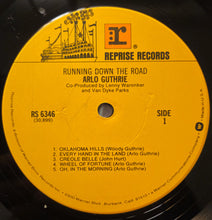 REPRISE RECORDS
RUNNING DOWN THE ROAD
ARLO GUTHRIE
Co-Produced by Lenny Waronker
and Van Dyke Parks
RS 6346
(30,899)
SIDE
1
1. OKLAHOMA HILLS (Woody Guthrie)
2. EVERY HAND IN THE LAND (Arlo Guthrie)
3. CREOLE BELLE (John Hurt)
4. WHEEL OF FORTUNE (Arlo Guthrie)
5. OH, IN THE MORNING (Arlo Guthrie)